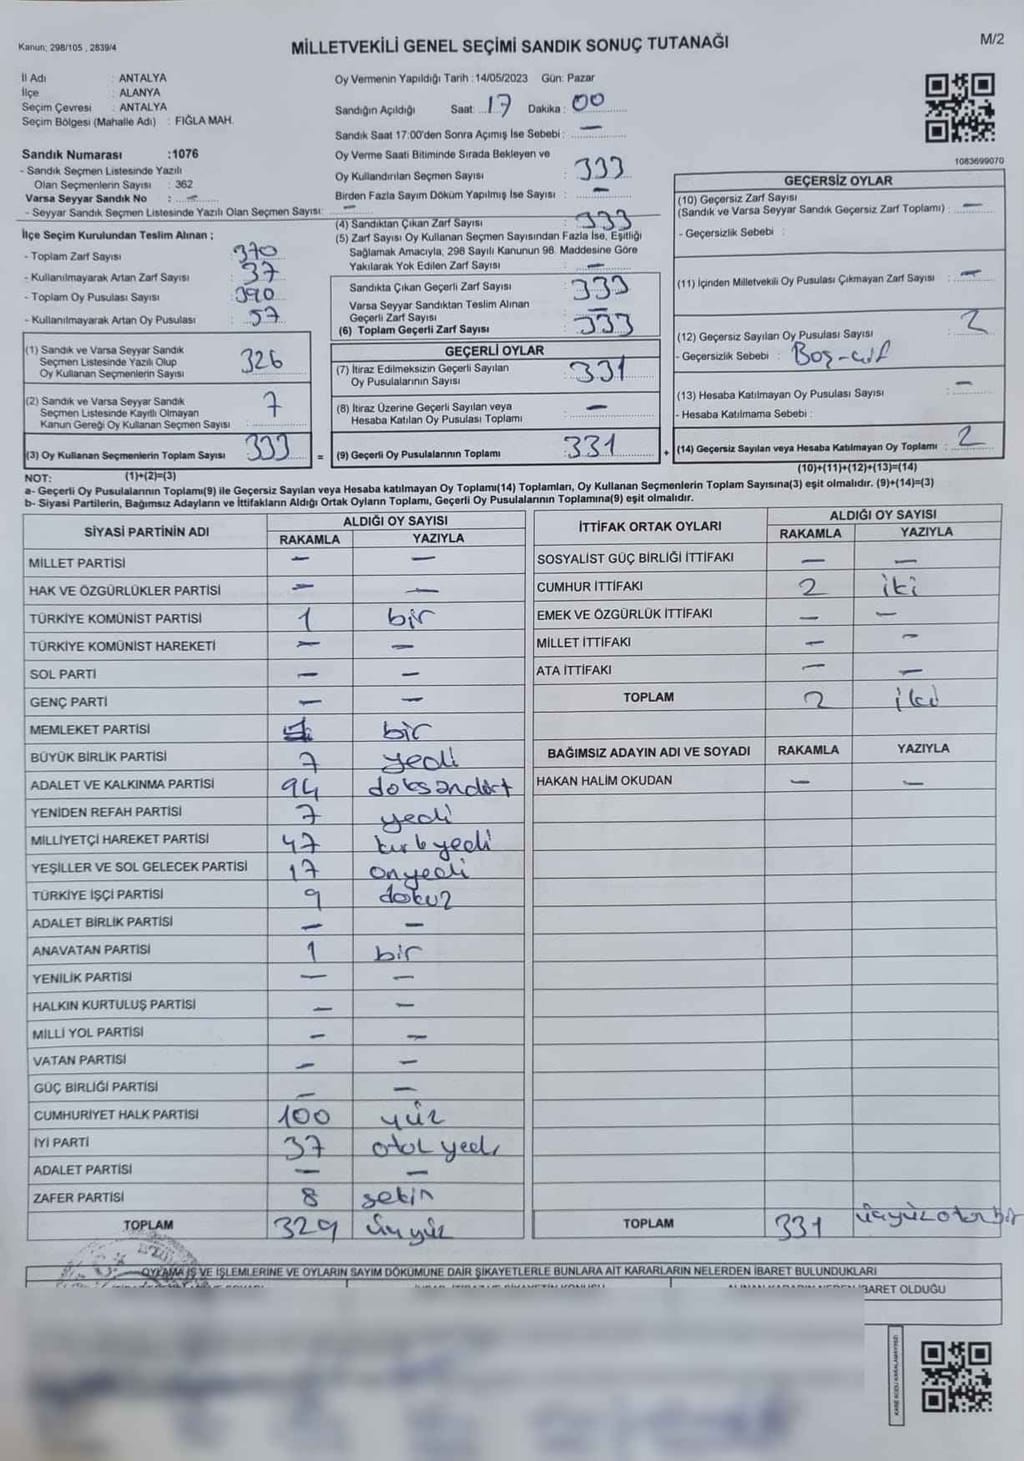 Kanun; 298/105 , 2839/4
MİLLETVEKİLİ GENEL SEÇİMİ SANDIK SONUÇ TUTANAĞI
M/2
İl Adı : ANTALYA
İlçe : ALANYA
Seçim Çevresi : ANTALYA
Seçim Bölgesi (Mahalle Adı) : FIĞLA MAH.
Sandık Numarası :1076
- Sandık Seçmen Listesinde Yazılı
Olan Seçmenlerin Sayısı : 362
Varsa Seyyar Sandık No : —
- Seyyar Sandık Seçmen Listesinde Yazılı Olan Seçmen Sayısı: —
İlçe Seçim Kurulundan Teslim Alınan ;
- Toplam Zarf Sayısı : 370
- Kullanılmayarak Artan Zarf Sayısı : 37
- Toplam Oy Pusulası Sayısı : 390
- Kullanılmayarak Artan Oy Pusulası : 57
(1) Sandık ve Varsa Seyyar Sandık
Seçmen Listesinde Yazılı Olup
Oy Kullanan Seçmenlerin Sayısı 326
(2) Sandık ve Varsa Seyyar Sandık
Seçmen Listesinde Kayıtlı Olmayan
Kanun Gereği Oy Kullanan Seçmen Sayısı 7
(3) Oy Kullanan Seçmenlerin Toplam Sayısı 333 =
Oy Vermenin Yapıldığı Tarih : 14/05/2023 Gün: Pazar
Sandığın Açıldığı Saat: 17 Dakika : 00
Sandık Saat 17:00'den Sonra Açımış İse Sebebi : —
Oy Verme Saati Bitiminde Sırada Bekleyen ve
Oy Kullandırılan Seçmen Sayısı : 333
Birden Fazla Sayım Döküm Yapılmış İse Sayısı : —
(4) Sandıktan Çıkan Zarf Sayısı : 333
(5) Zarf Sayısı Oy Kullanan Seçmen Sayısından Fazla İse, Eşitliği
Sağlamak Amacıyla, 298 Sayılı Kanunun 98. Maddesine Göre
Yakılarak Yok Edilen Zarf Sayısı : —
Sandıkta Çıkan Geçerli Zarf Sayısı : 333
Varsa Seyyar Sandıktan Teslim Alınan
Geçerli Zarf Sayısı : —
(6) Toplam Geçerli Zarf Sayısı : 333
GEÇERLİ OYLAR
(7) İtiraz Edilmeksizin Geçerli Sayılan
Oy Pusulalarının Sayısı : 331
(8) İtiraz Üzerine Geçerli Sayılan veya
Hesaba Katılan Oy Pusulası Toplamı : —
(9) Geçerli Oy Pusulalarının Toplamı : 331 +
1083699070
GEÇERSİZ OYLAR
(10) Geçersiz Zarf Sayısı
(Sandık ve Varsa Seyyar Sandık Geçersiz Zarf Toplamı) : —
- Geçersizlik Sebebi :
(11) İçinden Milletvekili Oy Pusulası Çıkmayan Zarf Sayısı : —
(12) Geçersiz Sayılan Oy Pusulası Sayısı : 2
- Geçersizlik Sebebi : Boş-çift
(13) Hesaba Katılmayan Oy Pusulası Sayısı : —
- Hesaba Katılmama Sebebi :
(14) Geçersiz Sayılan veya Hesaba Katılmayan Oy Toplamı : 2
NOT: (1)+(2)=(3)
(10)+(11)+(12)+(13)=(14)
a- Geçerli Oy Pusulalarının Toplamı(9) ile Geçersiz Sayılan veya Hesaba katılmayan Oy Toplamı(14) Toplamları, Oy Kullanan Seçmenlerin Toplam Sayısına(3) eşit olmalıdır. (9)+(14)=(3)
b- Siyasi Partilerin, Bağımsız Adayların ve İttifakların Aldığı Ortak Oyların Toplamı, Geçerli Oy Pusulalarının Toplamına(9) eşit olmalıdır.
SİYASİ PARTİNİN ADI ALDIĞI OY SAYISI
RAKAMLA YAZIYLA
MİLLET PARTİSİ — —
HAK VE ÖZGÜRLÜKLER PARTİSİ — —
TÜRKİYE KOMÜNİST PARTİSİ 1 bir
TÜRKİYE KOMÜNİST HAREKETİ — —
SOL PARTİ — —
GENÇ PARTİ — —
MEMLEKET PARTİSİ 1 bir
BÜYÜK BİRLİK PARTİSİ 7 yedi
ADALET VE KALKINMA PARTİSİ 94 doksandört
YENİDEN REFAH PARTİSİ 7 yedi
MİLLİYETÇİ HAREKET PARTİSİ 47 kırkyedi
YEŞİLLER VE SOL GELECEK PARTİSİ 17 onyedi
TÜRKİYE İŞÇİ PARTİSİ 9 dokuz
ADALET BİRLİK PARTİSİ — —
ANAVATAN PARTİSİ 1 bir
YENİLİK PARTİSİ — —
HALKIN KURTULUŞ PARTİSİ — —
MİLLİ YOL PARTİSİ — —
VATAN PARTİSİ — —
GÜÇ BİRLİĞİ PARTİSİ — —
CUMHURİYET HALK PARTİSİ 100 yüz
İYİ PARTİ 37 otuz yedi
ADALET PARTİSİ — —
ZAFER PARTİSİ 8 sekiz
TOPLAM 329 üçyüz
İTTİFAK ORTAK OYLARI ALDIĞI OY SAYISI
RAKAMLA YAZIYLA
SOSYALİST GÜÇ BİRLİĞİ İTTİFAKI — —
CUMHUR İTTİFAKI 2 iki
EMEK VE ÖZGÜRLÜK İTTİFAKI — —
MİLLET İTTİFAKI — —
ATA İTTİFAKI — —
TOPLAM 2 iki
BAĞIMSIZ ADAYIN ADI VE SOYADI RAKAMLA YAZIYLA
HAKAN HALİM OKUDAN — —
TOPLAM 331 üçyüzotuzbir
OYLAMA İŞ VE İŞLEMLERİNE VE OYLARIN SAYIM DÖKÜMÜNE DAİR ŞİKAYETLERLE BUNLARA AİT KARARLARIN NELERDEN İBARET BULUNDUKLARI
İBARET OLDUĞU